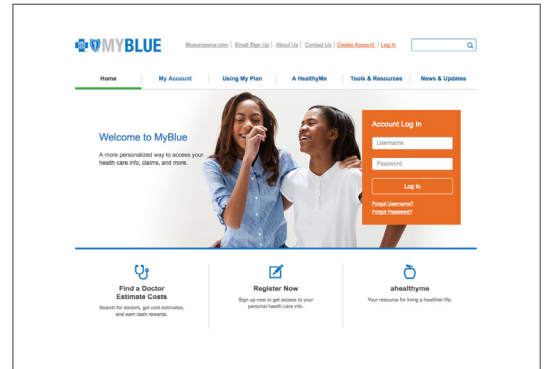 MYBLUE
Bluecrossma.com | Email Sign Up | About Us | Contact Us | Create Account | Log In
Home My Account Using My Plan A HealthyMe Tools & Resources News & Updates
Welcome to MyBlue
A more personalized way to access your
health care info, claims, and more.
Account Log In
Username
Password
Log In
Forgot Username?
Forgot Password?
Find a Doctor
Estimate Costs
Search for doctors, get cost estimates,
and earn cash rewards.
Register Now
Sign up now to get access to your
personal health care info.
ahealthyme
Your resource for living a healthier life.